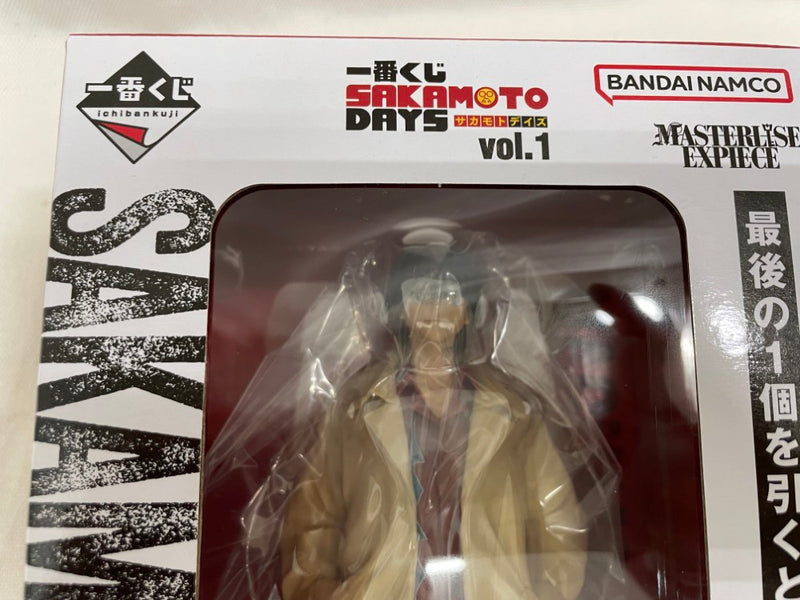 一番くじ
ichibankuji
一番くじ
SAKAMOTO
DAYS サカモトデイズ
vol.1
BANDAI NAMCO
MASTERLISE
EXPIECE
SAKAM
最後の1個を引くと